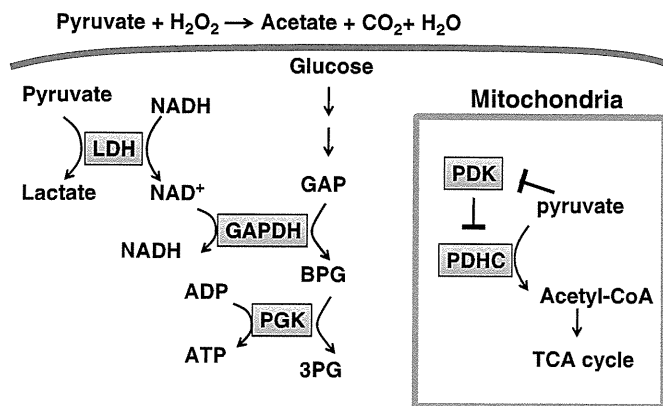 Pyruvate + H₂O₂ → Acetate + CO₂+ H₂O
Glucose
Pyruvate
NADH
LDH
Lactate
NAD⁺
GAP
NADH
GAPDH
BPG
ADP
PGK
ATP
3PG
Mitochondria
PDK
pyruvate
PDHC
Acetyl-CoA
TCA cycle